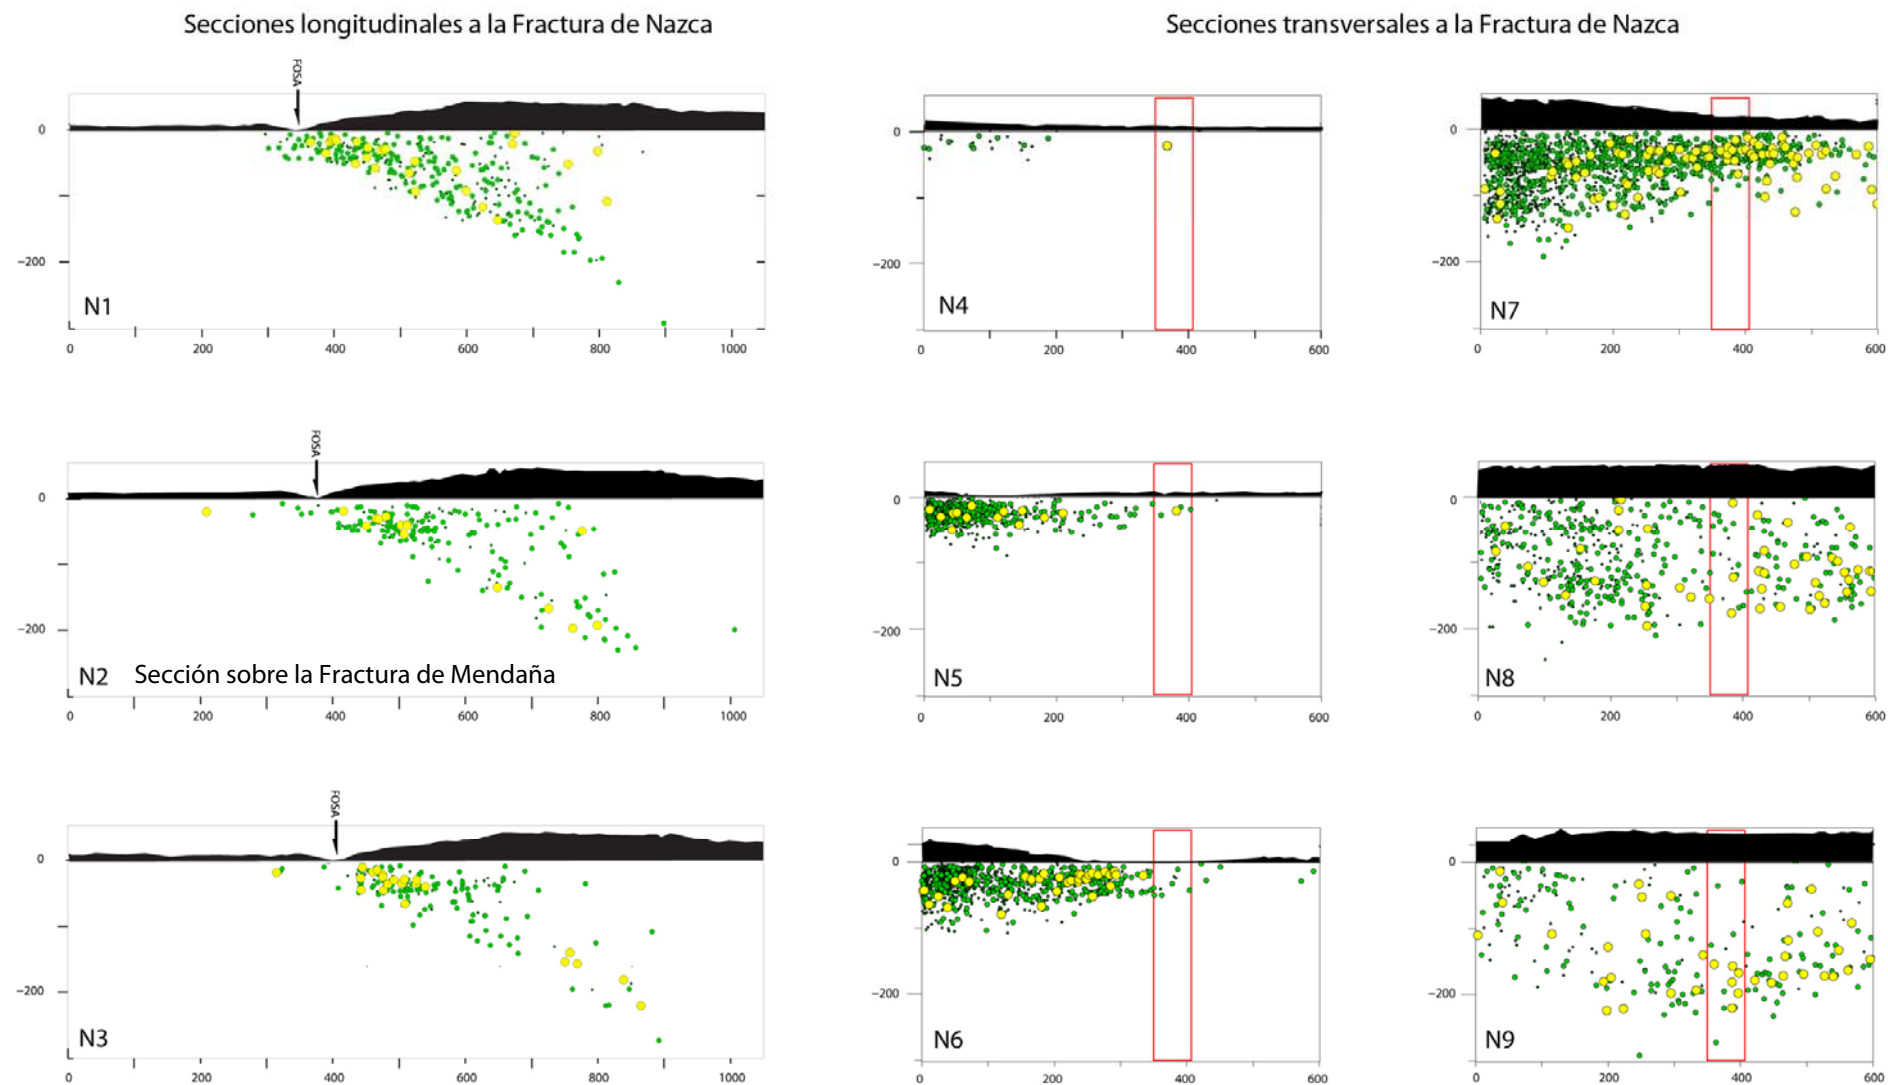 Secciones longitudinales a la Fractura de Nazca
Secciones transversales a la Fractura de Nazca
FOSA
0
−200
N1
0 200 400 600 800 1000
0
−200
N4
0 200 400 600
0
−200
N7
0 200 400 600
FOSA
0
−200
N2 Sección sobre la Fractura de Mendaña
0 200 400 600 800 1000
0
−200
N5
0 200 400 600
0
−200
N8
0 200 400 600
FOSA
0
−200
N3
0 200 400 600 800 1000
0
−200
N6
0 200 400 600
0
−200
N9
0 200 400 600